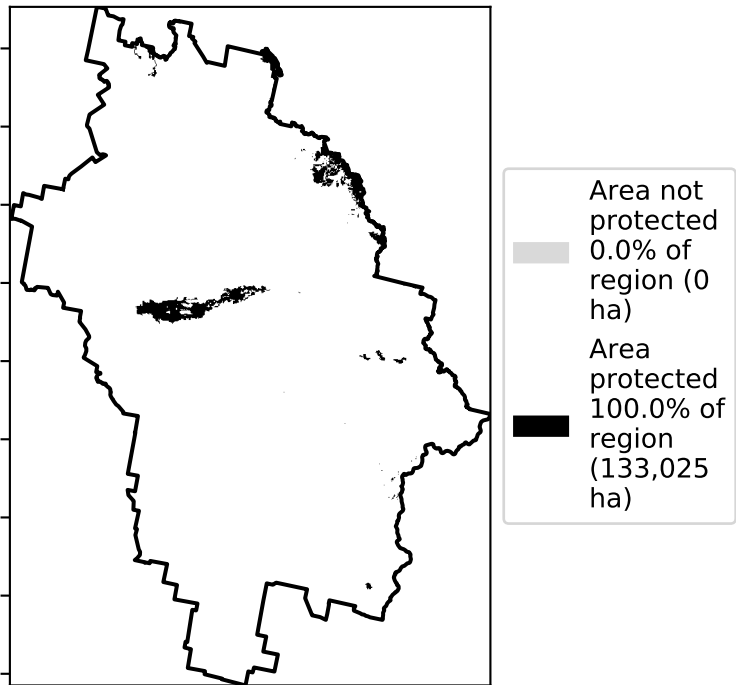 Area not
protected
0.0% of
region (0
ha)
Area
protected
100.0% of
region
(133,025
ha)